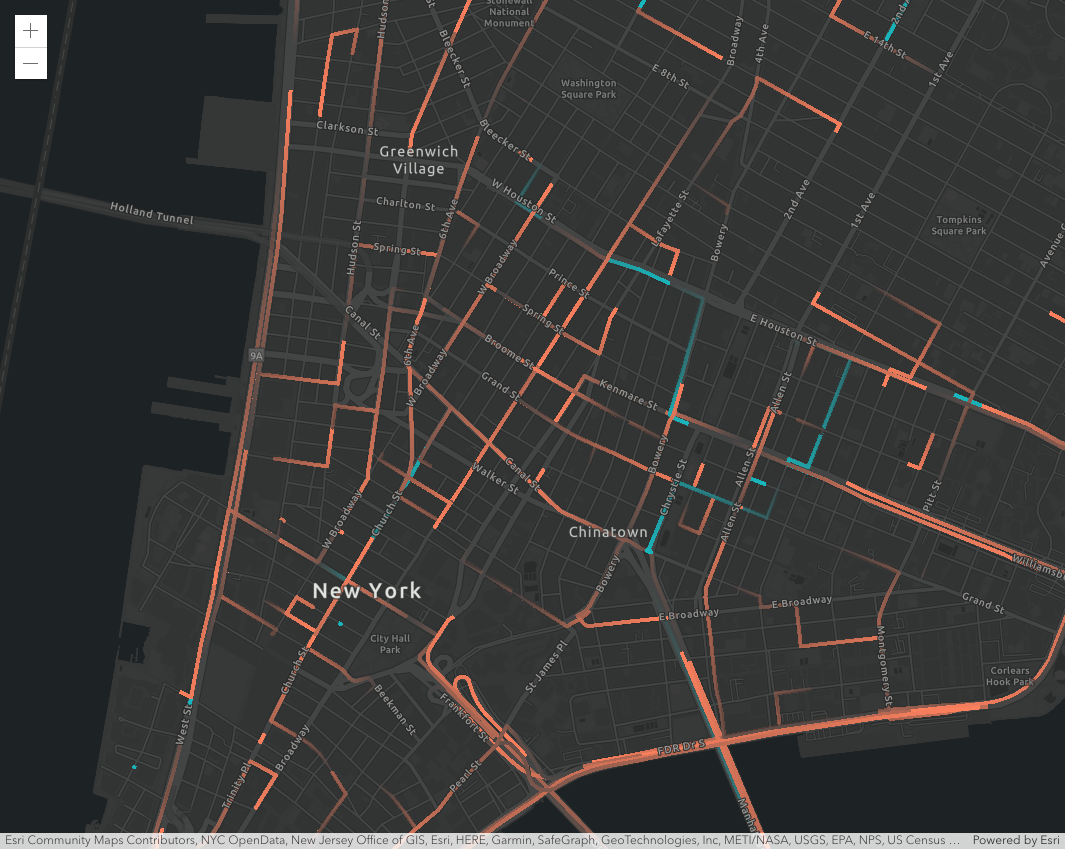 Stonewall
National
Monument
Hudson
Bleecker St
Broadway
4th Ave
2nd
E 14th St
1st Ave
E 8th St
Washington
Square Park
Clarkson St
Bleecker St
Greenwich
Village
W Houston St
Charlton St
6th Ave
Lafayette St
2nd Ave
1st Ave
Tompkins
Square Park
Avenue
Holland Tunnel
Hudson St
Spring St
W Broadway
Bowery
Prince St
Canal St
Spring St
E Houston St
9A
6th Ave
Broome St
W Broadway
Grand St
Kenmare St
Allen St
Bowery
Allen St
Walker St
Canal St
Chrystie St
Pitt St
W Broadway
Church St
Allen St
Chinatown
Bowery
Williamsb
New York
E Broadway
E Broadway
Grand St
City Hall
Park
St James Pl
Montgomery St
Corlears
Hook Park
Church St
Beekman St
Frankfort St
West St
Broadway
FDR Dr S
Trinity Pl
Pearl St
Manha
Esri Community Maps Contributors, NYC OpenData, New Jersey Office of GIS, Esri, HERE, Garmin, SafeGraph, GeoTechnologies, Inc, METI/NASA, USGS, EPA, NPS, US Census ...
Powered by Esri